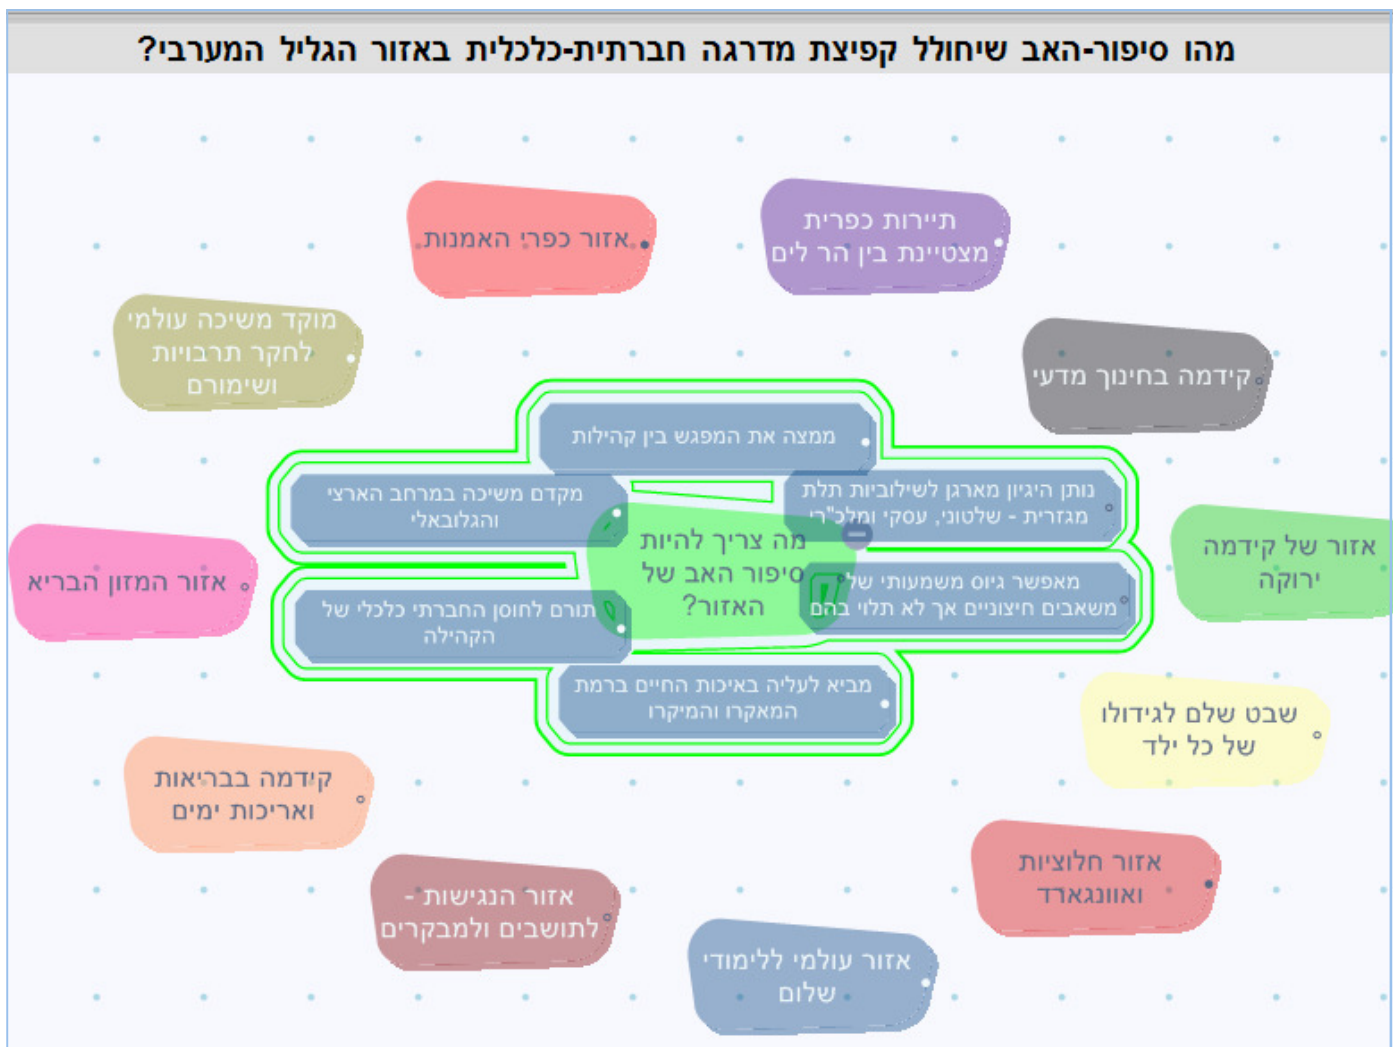 מהו סיפור-האב שיחולל קפיצת מדרגה חברתית-כלכלית באזור הגליל המערבי?
תיירות כפרית
מצטיינת בין הר לים
אזור כפרי האמנות
מוקד משיכה עולמי
לחקר תרבויות
ושימורם
קידמה בחינוך מדעי
ממצה את המפגש בין קהילות
נותן היגיון מארגן לשילוביות תלת
מגזרית - שלטוני, עסקי ומלכ"רי
מקדם משיכה במרחב הארצי
והגלובאלי
מה צריך להיות
סיפור האב של
האזור?
אזור של קידמה
ירוקה
אזור המזון הבריא
מאפשר גיוס משמעותי של
משאבים חיצוניים אך לא תלוי בהם
תורם לחוסן החברתי כלכלי של
הקהילה
מביא לעליה באיכות החיים ברמת
המאקרו והמיקרו
שבט שלם לגידולו
של כל ילד
קידמה בבריאות
ואריכות ימים
אזור חלוציות
ואוונגארד
אזור הנגישות -
לתושבים ולמבקרים
אזור עולמי ללימודי
שלום